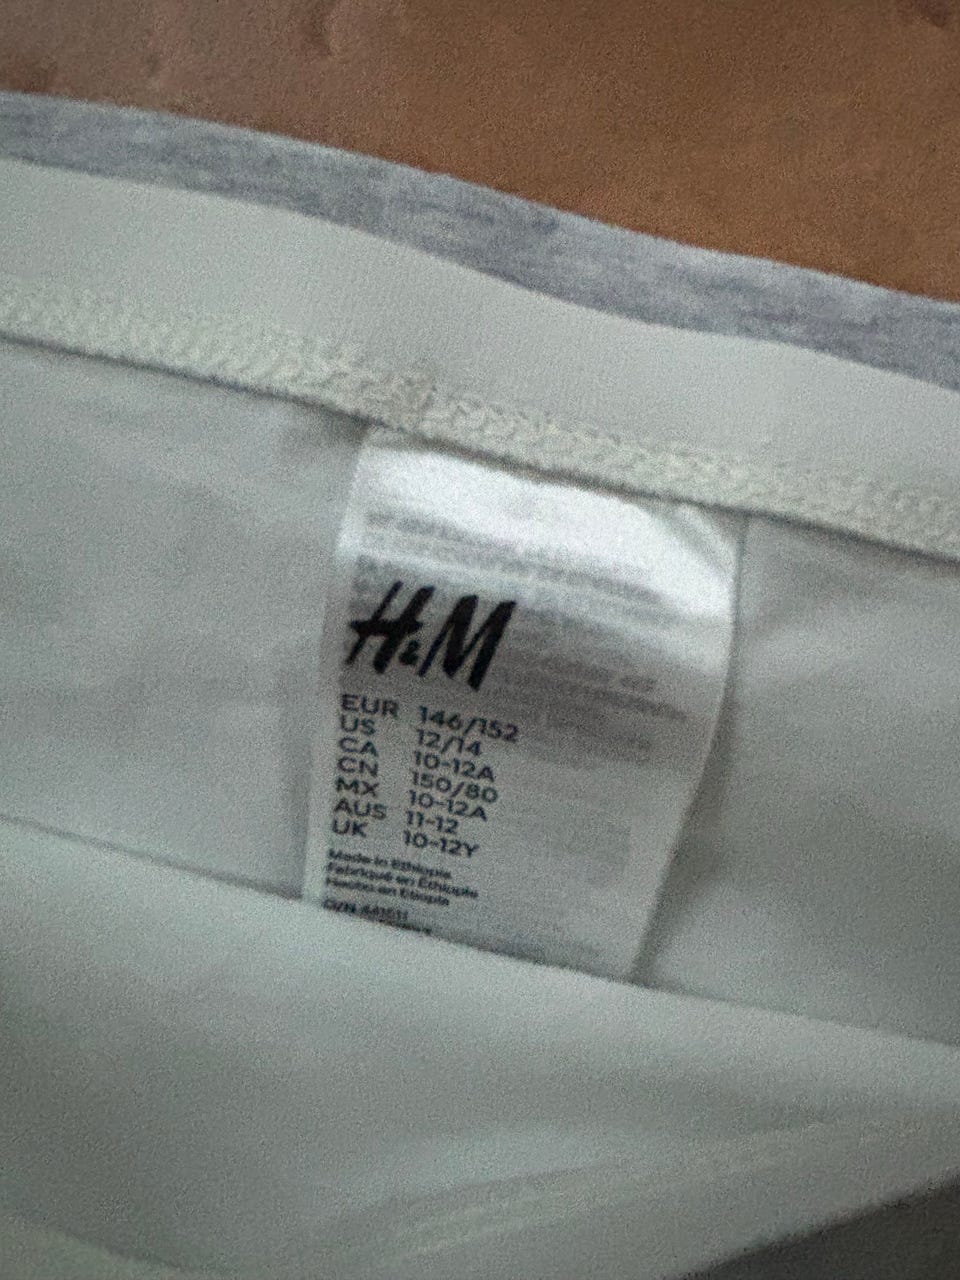 H&M
EUR 146/152
US 12/14
CA 10-12A
CN 150/80
MX 10-12A
AUS 11-12
UK 10-12Y
Made in Ethiopia
Fabriqué en Éthiopie
Hecho en Etiopía
O/N 441511